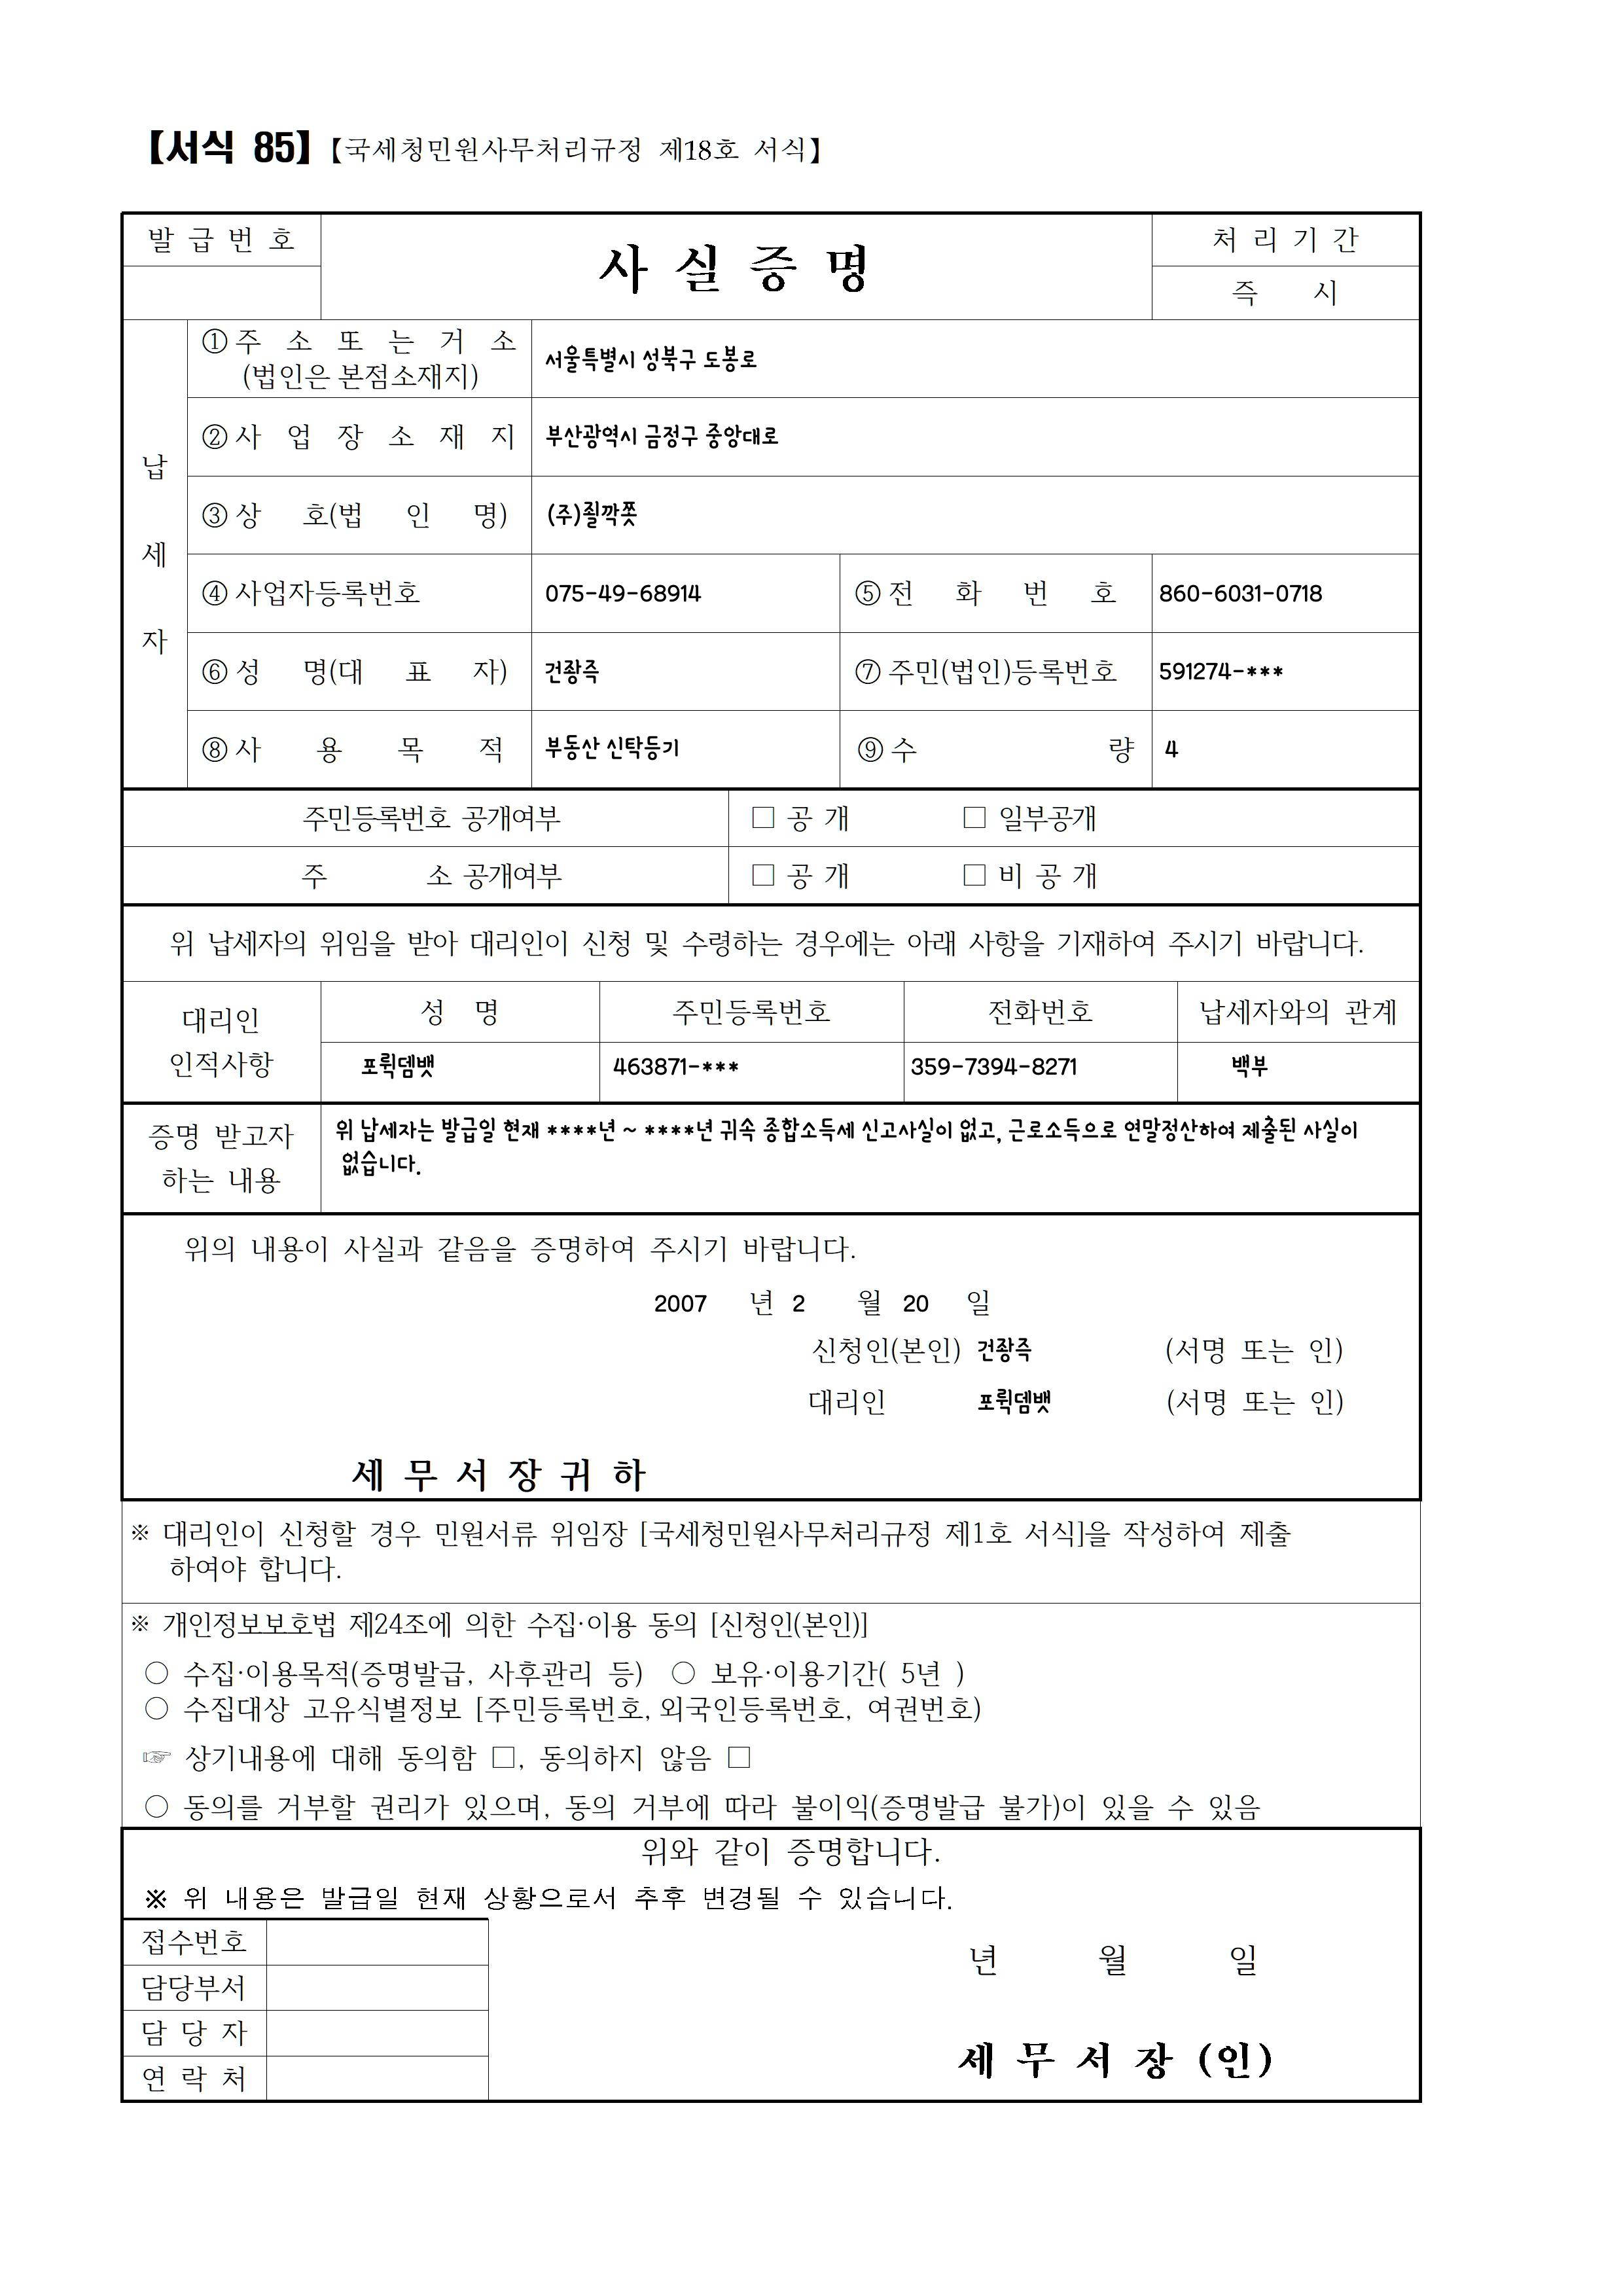 【서식 85】【국세청민원사무처리규정 제18호 서식】
발 급 번 호
사 실 증 명
처 리 기 간
즉 시
납 세 자
① 주 소 또 는 거 소
(법인은 본점소재지)
서울특별시 성북구 도봉로
② 사 업 장 소 재 지
부산광역시 금정구 중앙대로
③ 상 호(법 인 명)
(주)쥘깍쫏
④ 사업자등록번호
075-49-68914
⑤ 전 화 번 호
860-6031-0718
⑥ 성 명(대 표 자)
건좡즉
⑦ 주민(법인)등록번호
591274-***
⑧ 사 용 목 적
부동산 신탁등기
⑨ 수 량
4
주민등록번호 공개여부
□ 공 개 □ 일부공개
주 소 공개여부
□ 공 개 □ 비 공 개
위 납세자의 위임을 받아 대리인이 신청 및 수령하는 경우에는 아래 사항을 기재하여 주시기 바랍니다.
대리인
인적사항
성 명 주민등록번호 전화번호 납세자와의 관계
포뤽뎀뱃 463871-*** 359-7394-8271 백부
증명 받고자
하는 내용
위 납세자는 발급일 현재 ****년 ~ ****년 귀속 종합소득세 신고사실이 없고, 근로소득으로 연말정산하여 제출된 사실이
없습니다.
위의 내용이 사실과 같음을 증명하여 주시기 바랍니다.
2007 년 2 월 20 일
신청인(본인) 건좡즉 (서명 또는 인)
대리인 포뤽뎀뱃 (서명 또는 인)
세 무 서 장 귀 하
※ 대리인이 신청할 경우 민원서류 위임장 [국세청민원사무처리규정 제1호 서식]을 작성하여 제출
하여야 합니다.
※ 개인정보보호법 제24조에 의한 수집·이용 동의 [신청인(본인)]
○ 수집·이용목적(증명발급, 사후관리 등) ○ 보유·이용기간( 5년 )
○ 수집대상 고유식별정보 [주민등록번호, 외국인등록번호, 여권번호)
☞ 상기내용에 대해 동의함 □, 동의하지 않음 □
○ 동의를 거부할 권리가 있으며, 동의 거부에 따라 불이익(증명발급 불가)이 있을 수 있음
위와 같이 증명합니다.
※ 위 내용은 발급일 현재 상황으로서 추후 변경될 수 있습니다.
접수번호
담당부서
담 당 자
연 락 처
년 월 일
세 무 서 장 (인)